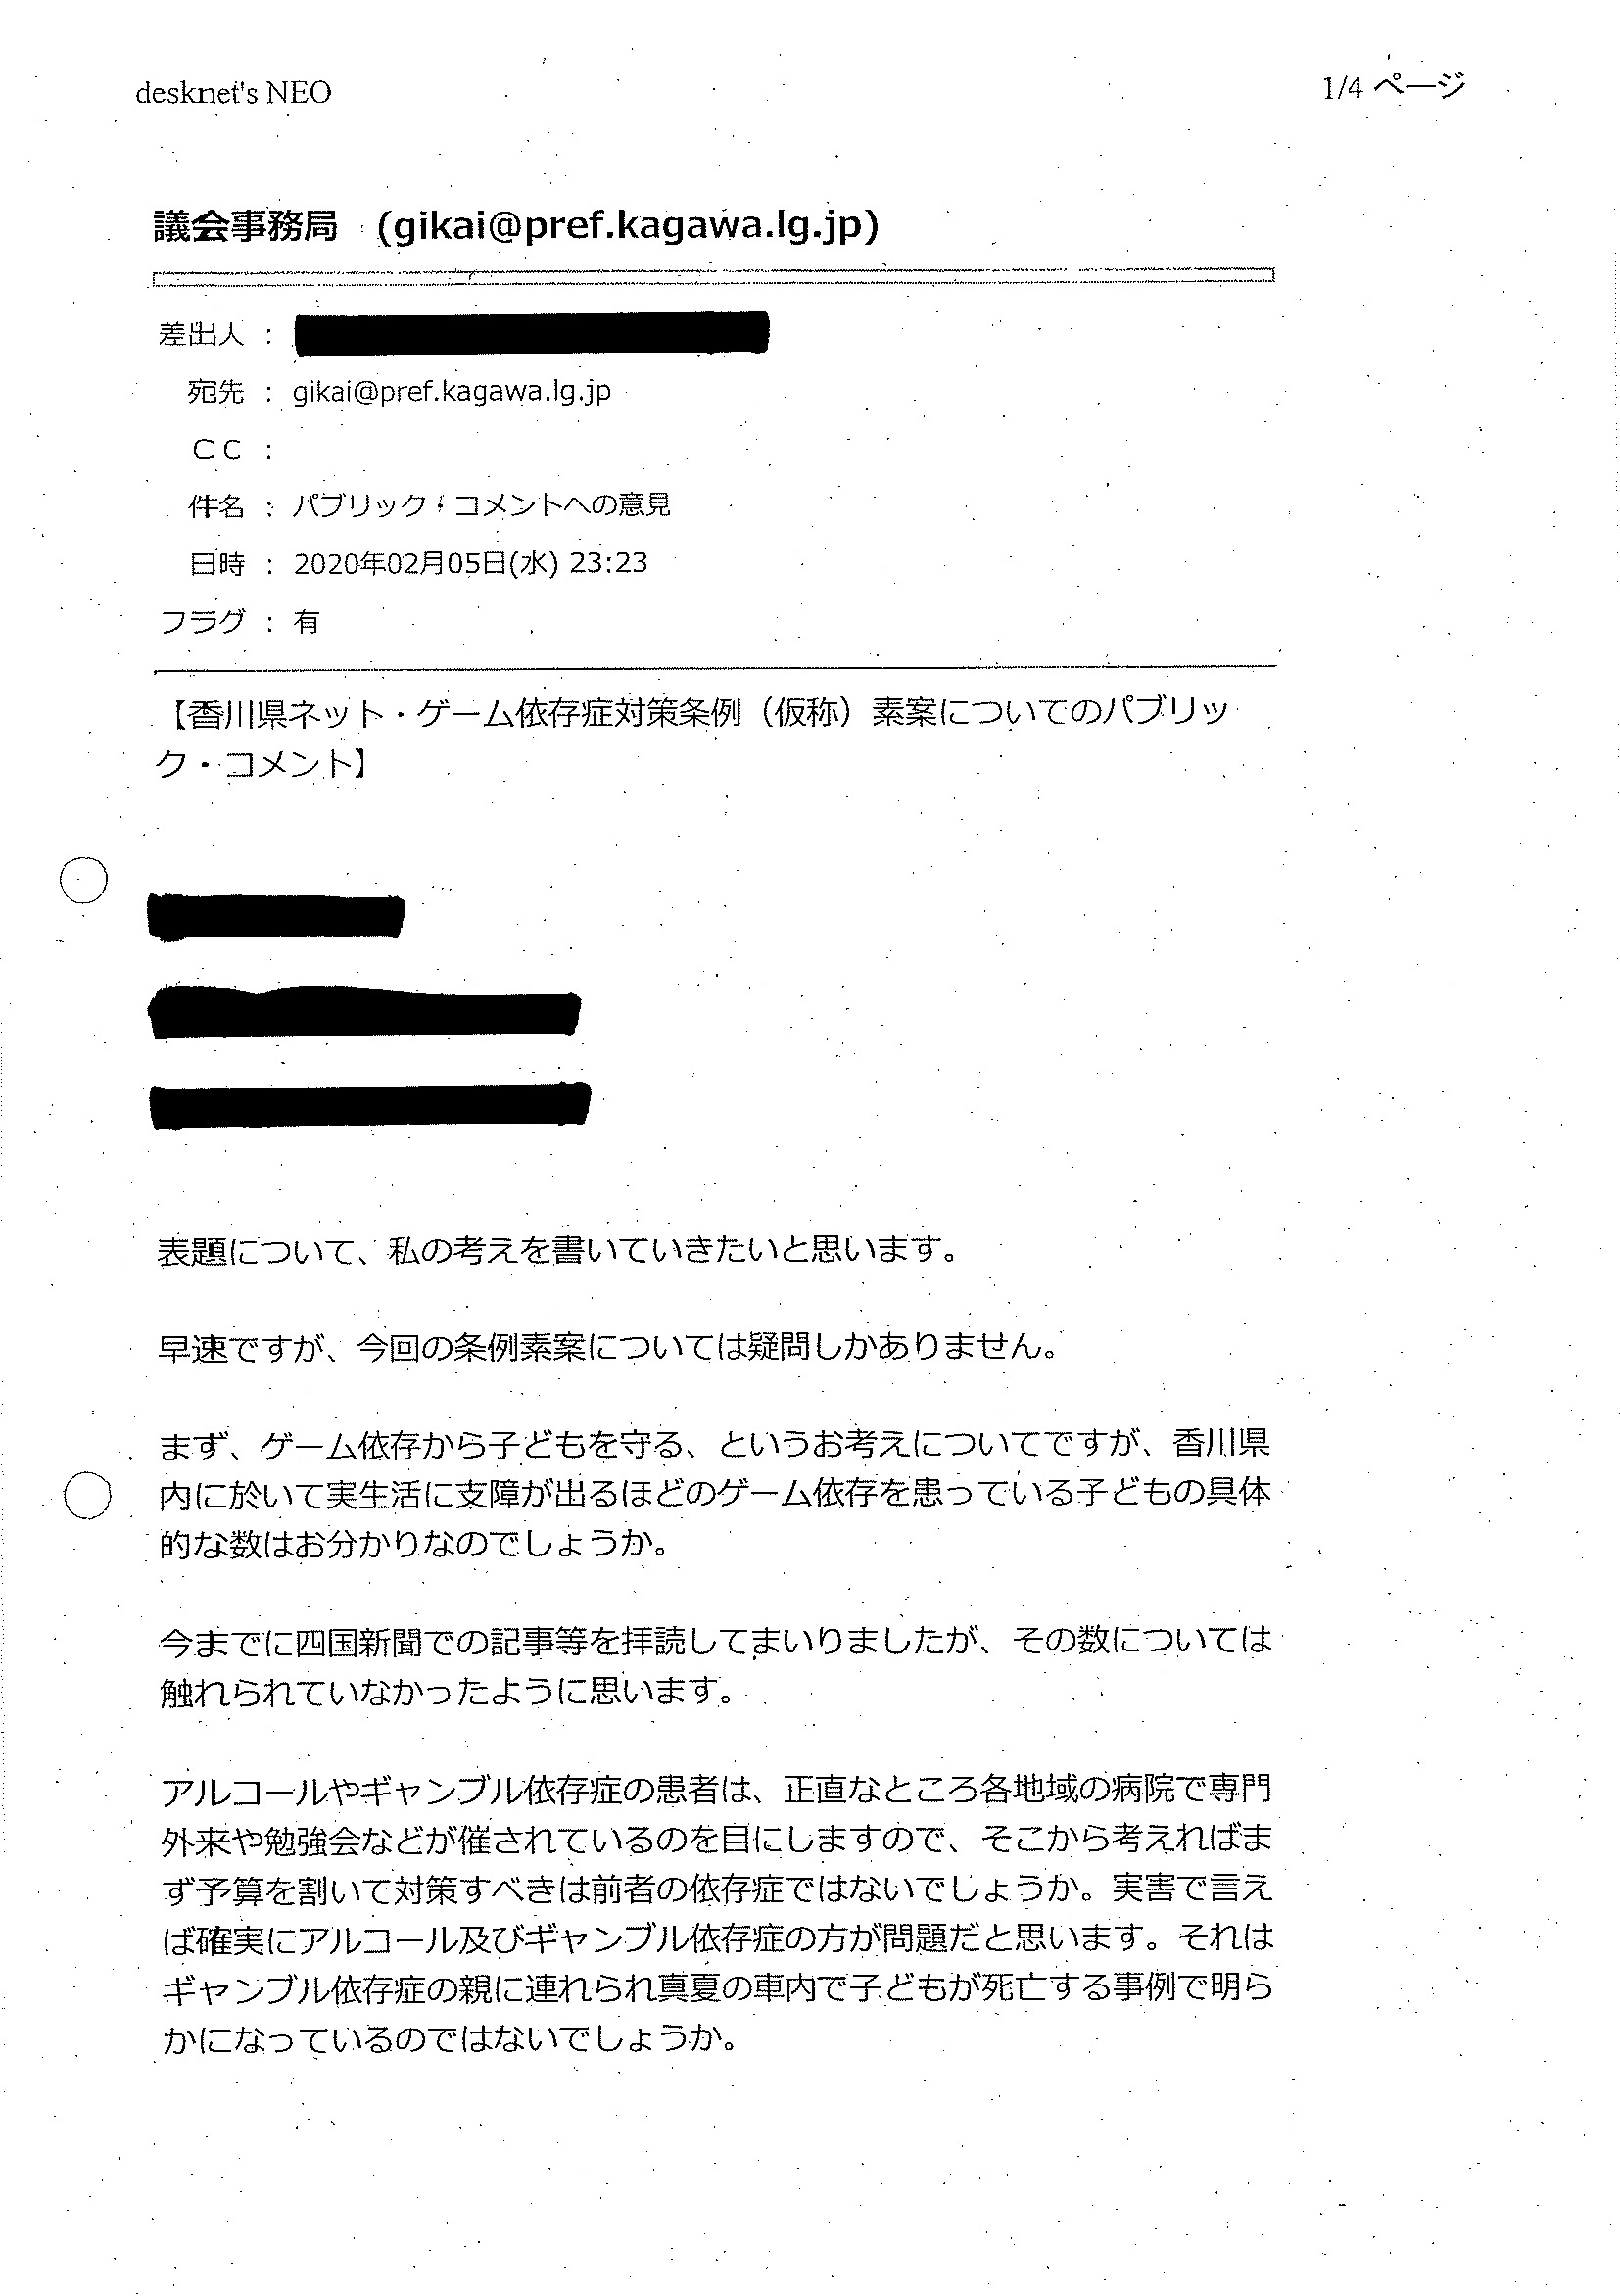 desknet's NEO
1/4 ページ
議会事務局 (gikai@pref.kagawa.lg.jp)
差出人 :
宛先 : gikai@pref.kagawa.lg.jp
ＣＣ :
件名 : パブリック・コメントへの意見
日時 : 2020年02月05日(水) 23:23
フラグ : 有
【香川県ネット・ゲーム依存症対策条例（仮称）素案についてのパブリッ
ク・コメント】
表題について、私の考えを書いていきたいと思います。
早速ですが、今回の条例素案については疑問しかありません。
まず、ゲーム依存から子どもを守る、というお考えについてですが、香川県
内に於いて実生活に支障が出るほどのゲーム依存を患っている子どもの具体
的な数はお分かりなのでしょうか。
今までに四国新聞での記事等を拝読してまいりましたが、その数については
触れられていなかったように思います。
アルコールやギャンブル依存症の患者は、正直なところ各地域の病院で専門
外来や勉強会などが催されているのを目にしますので、そこから考えればま
ず予算を割いて対策すべきは前者の依存症ではないでしょうか。実害で言え
ば確実にアルコール及びギャンブル依存症の方が問題だと思います。それは
ギャンブル依存症の親に連れられ真夏の車内で子どもが死亡する事例で明ら
かになっているのではないでしょうか。